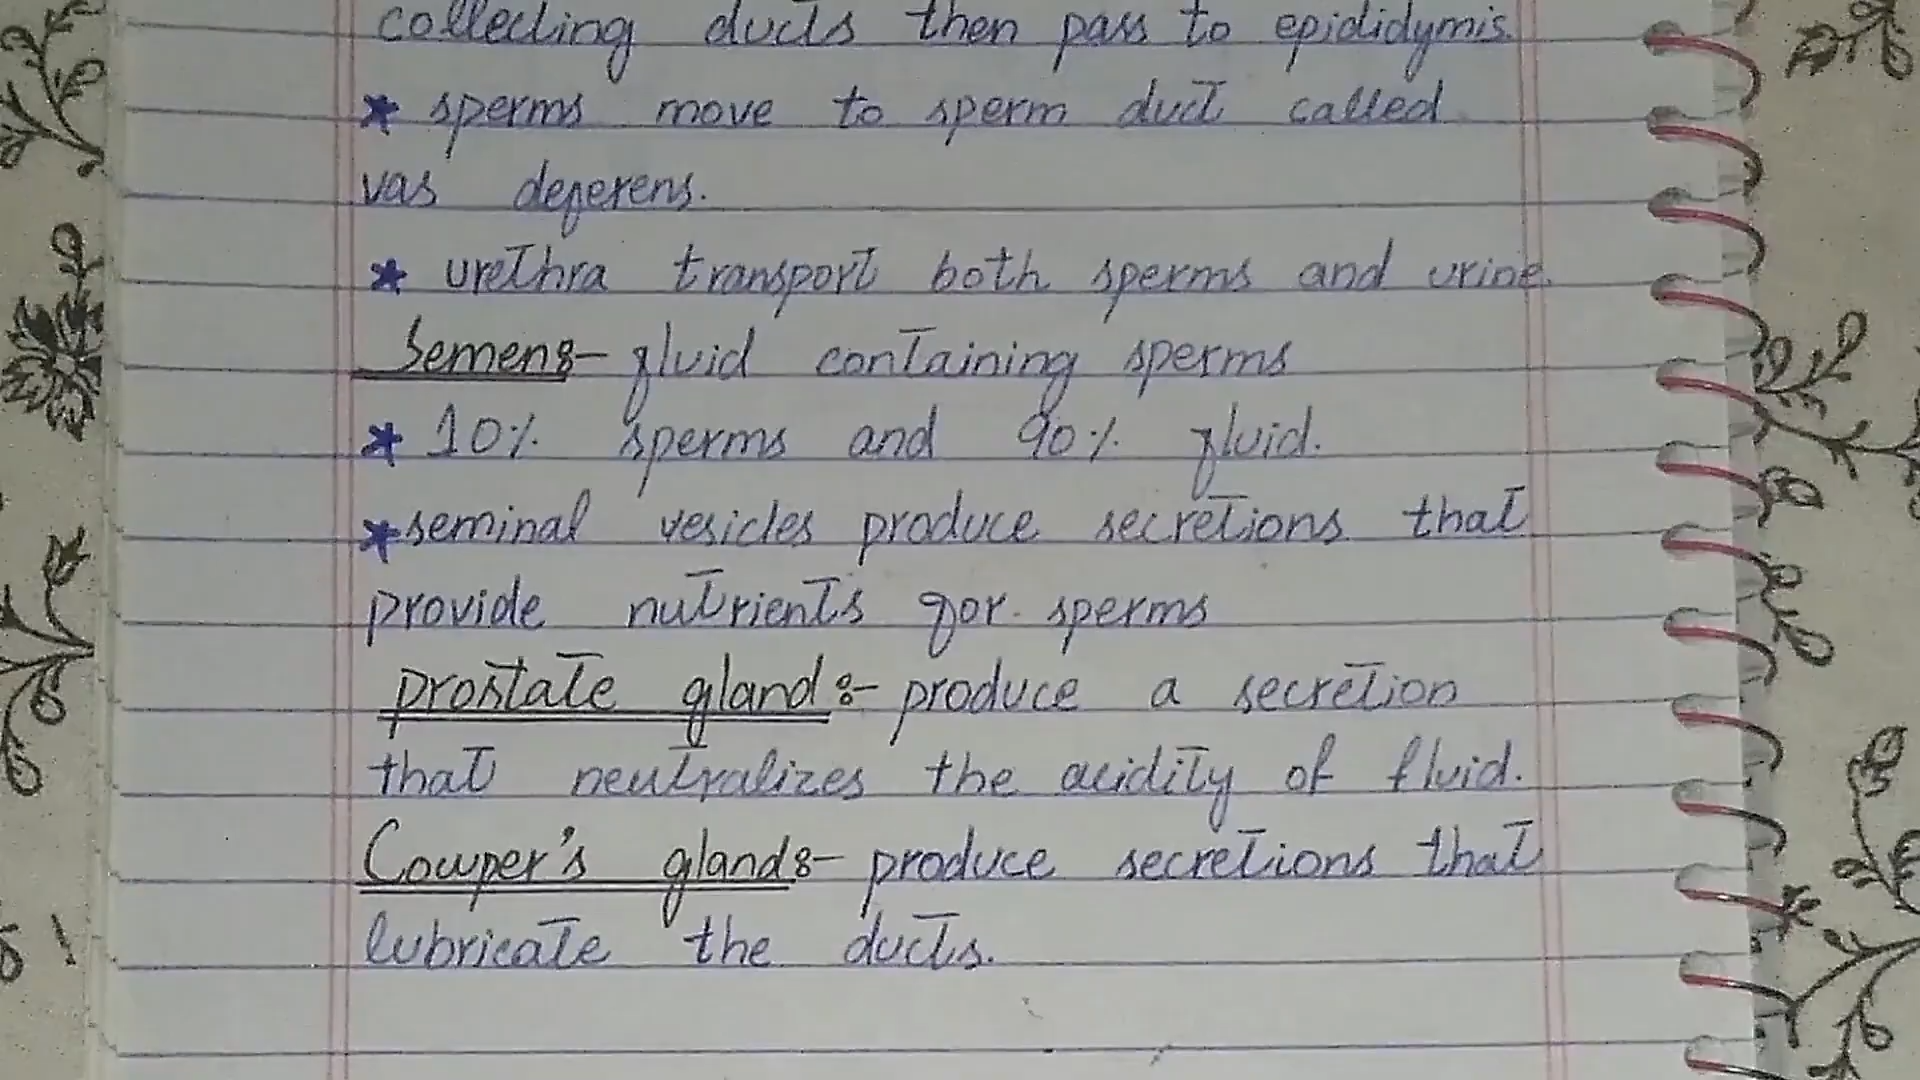 collecting ducts then pass to epididymis.
* sperms move to sperm duct called
vas deferens.
* urethra transport both sperms and urine.
Semen:- fluid containing sperms
* 10% sperms and 90% fluid.
* seminal vesicles produce secretions that
provide nutrients for sperms
prostate gland:- produce a secretion
that neutralizes the acidity of fluid.
Cowper's gland:- produce secretions that
lubricate the ducts.